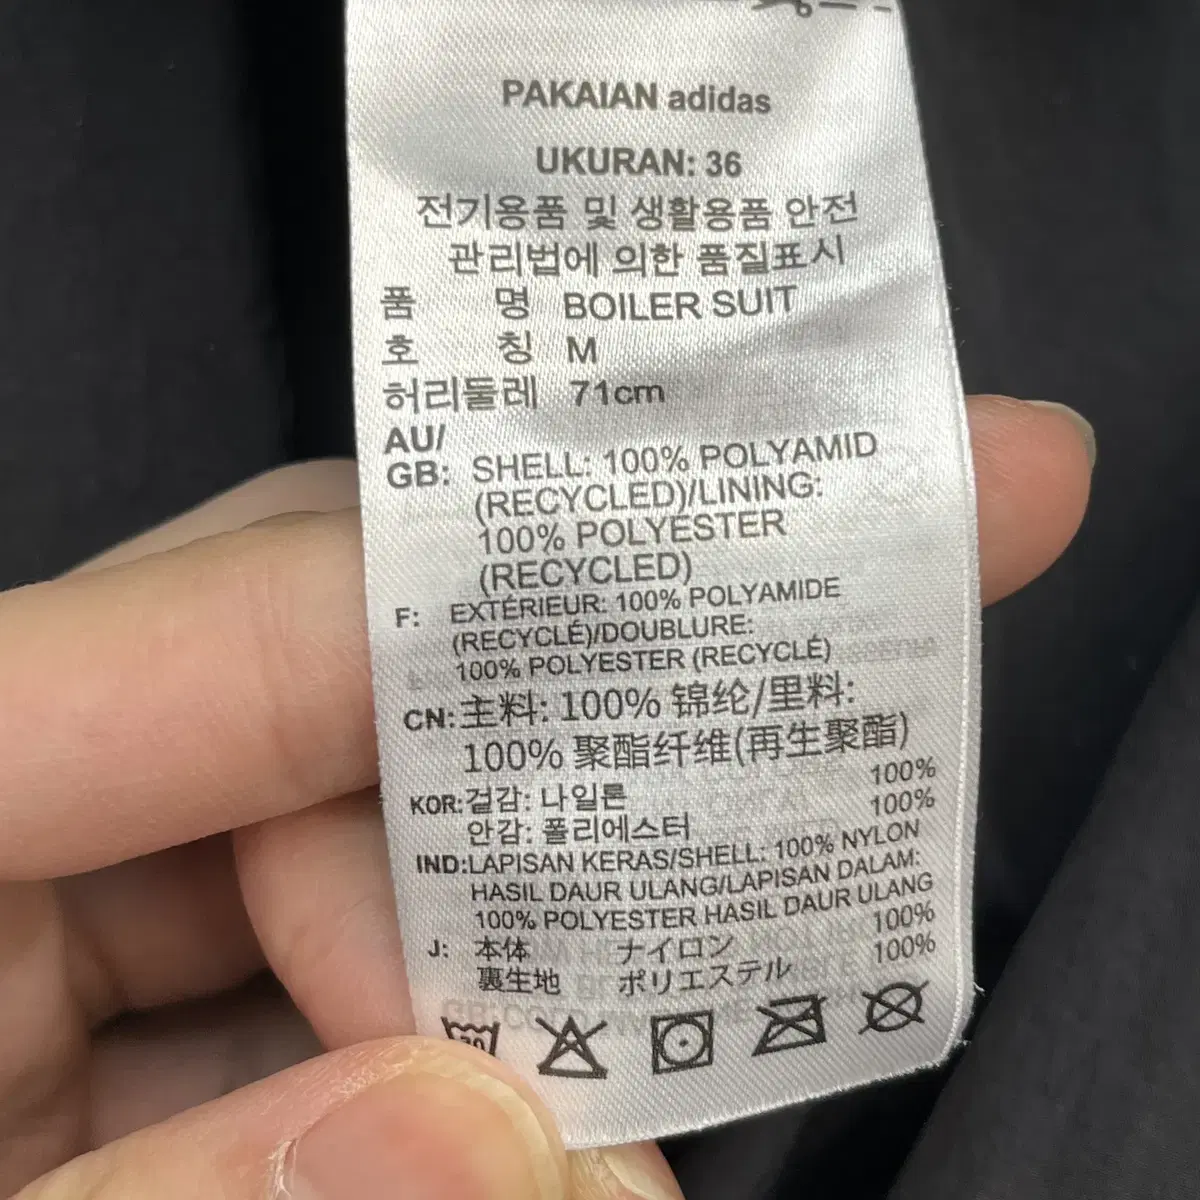 PAKAIAN adidas
UKURAN: 36
전기용품 및 생활용품 안전
관리법에 의한 품질표시
품 명 BOILER SUIT
호 칭 M
허리둘레 71cm
AU/
GB: SHELL: 100% POLYAMID
(RECYCLED)/LINING:
100% POLYESTER
(RECYCLED)
F: EXTÉRIEUR: 100% POLYAMIDE
(RECYCLÉ)/DOUBLURE:
100% POLYESTER (RECYCLÉ)
CN: 主料: 100% 锦纶/里料:
100% 聚酯纤维(再生聚酯)
KOR: 겉감: 나일론 100%
안감: 폴리에스터 100%
IND: LAPISAN KERAS/SHELL: 100% NYLON
HASIL DAUR ULANG/LAPISAN DALAM:
100% POLYESTER HASIL DAUR ULANG
J: 本体 ナイロン 100%
裏生地 ポリエステル 100%
30